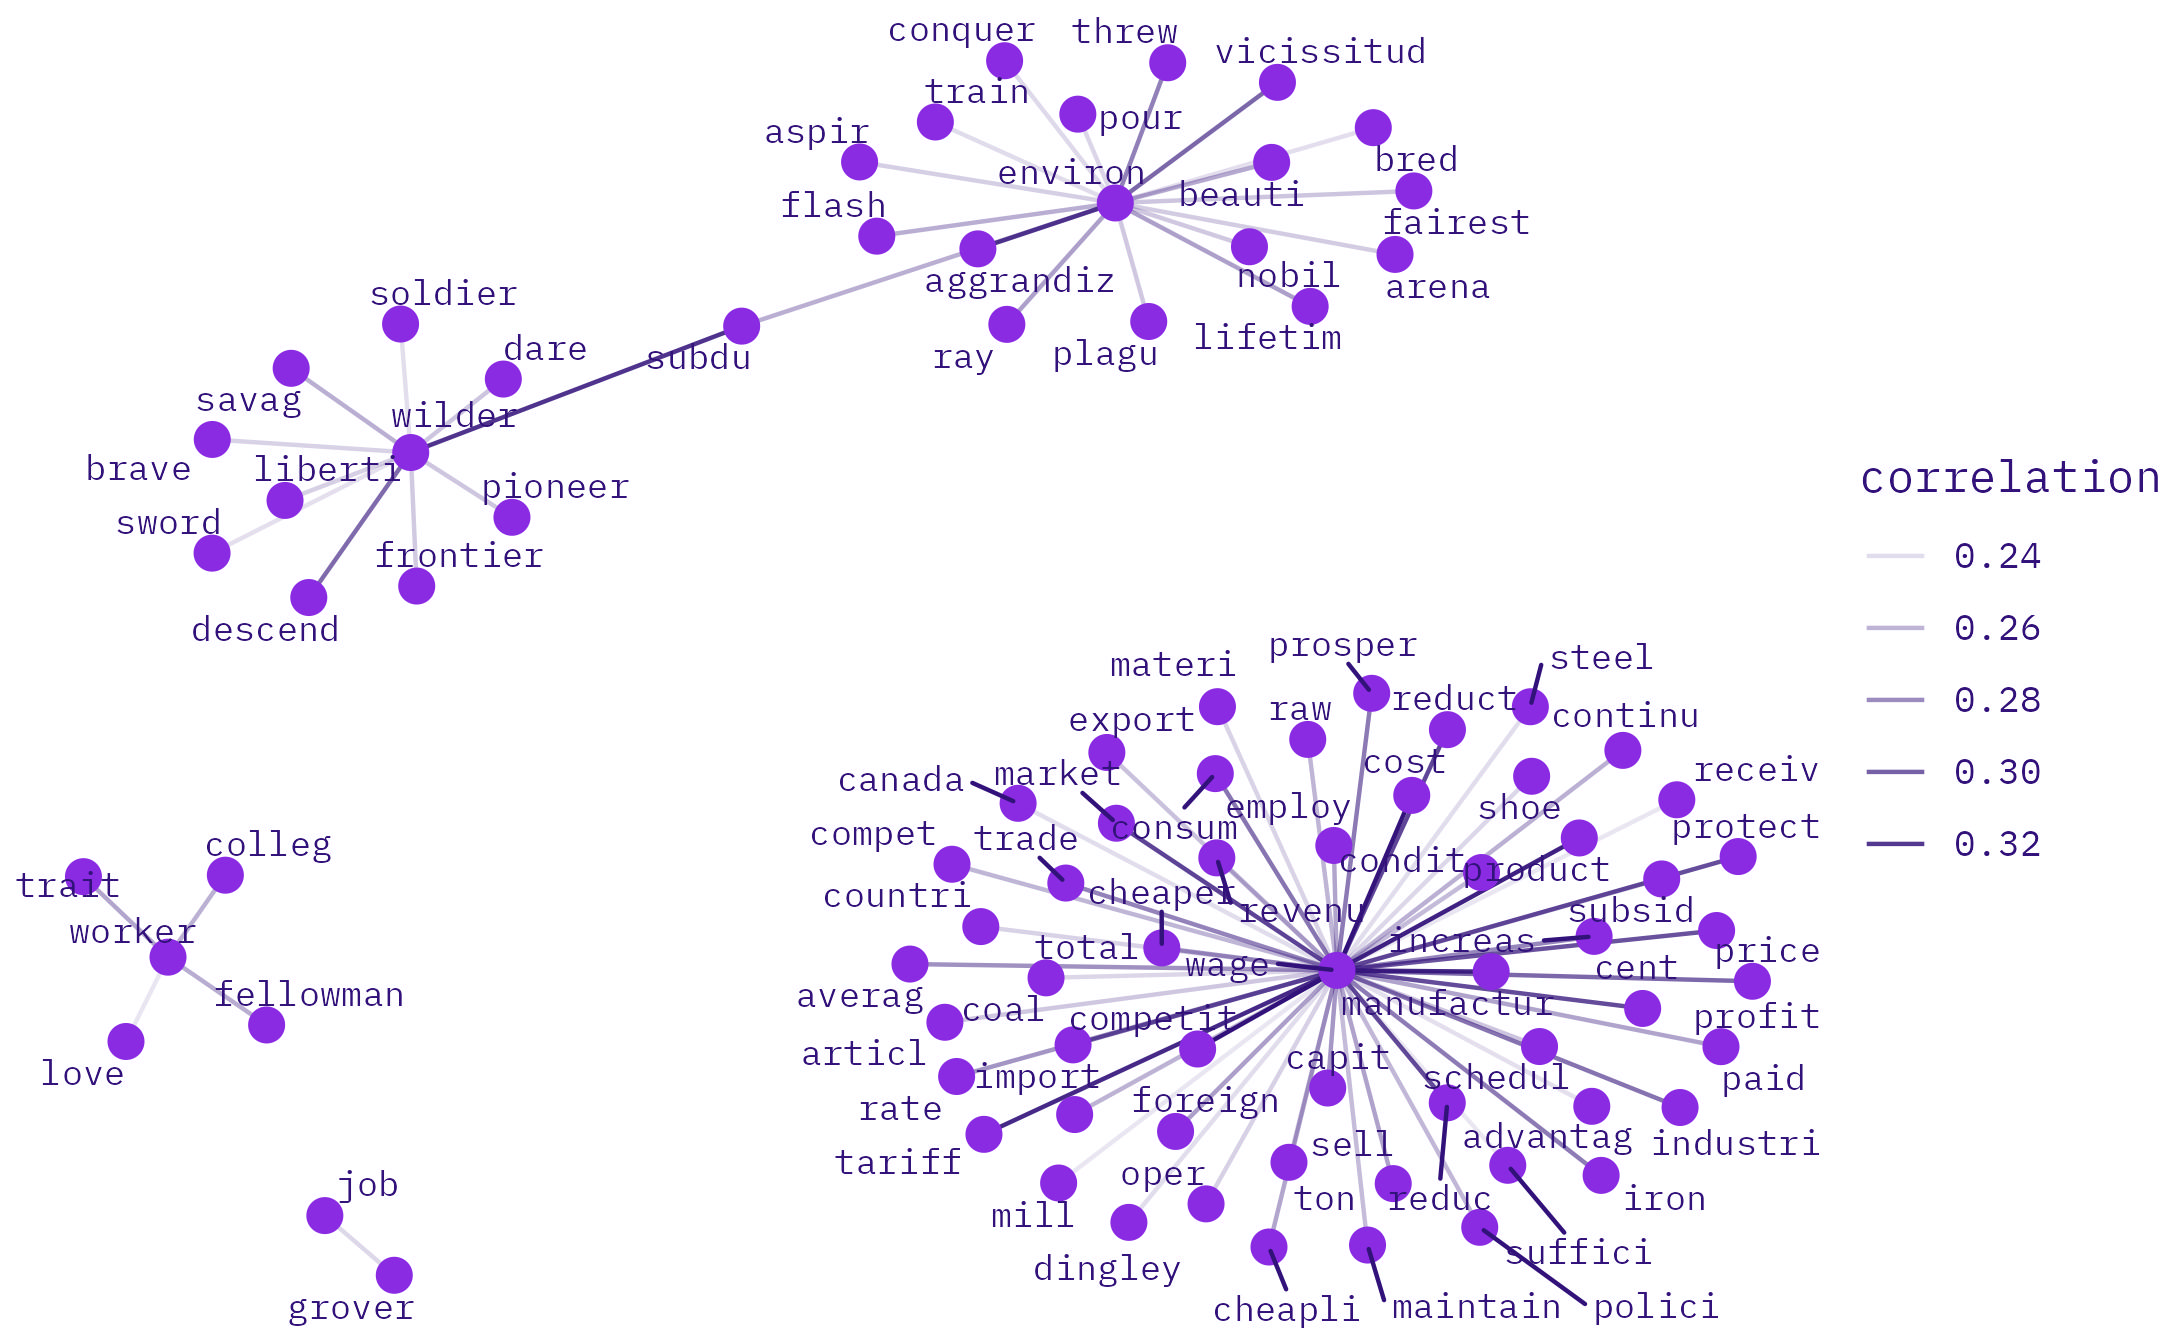 conquer
threw
vicissitud
train
pour
aspir
bred
environ
beauti
flash
fairest
aggrandiz
nobil
arena
soldier
lifetim
dare
subdu
ray
plagu
savag
wilder
brave
liberti
pioneer
sword
frontier
descend
correlation
0.24
0.26
0.28
0.30
0.32
prosper
steel
materi
reduct
raw
continu
export
cost
receiv
canada
market
employ
shoe
compet
trade
consum
protect
condit
product
countri
cheaper
revenu
subsid
total
increas
price
wage
cent
averag
coal
manufactur
competit
profit
articl
capit
import
schedul
paid
rate
foreign
tariff
sell
advantag
industri
oper
ton
reduc
iron
mill
dingley
suffici
cheapli
maintain
polici
colleg
trait
worker
fellowman
love
job
grover